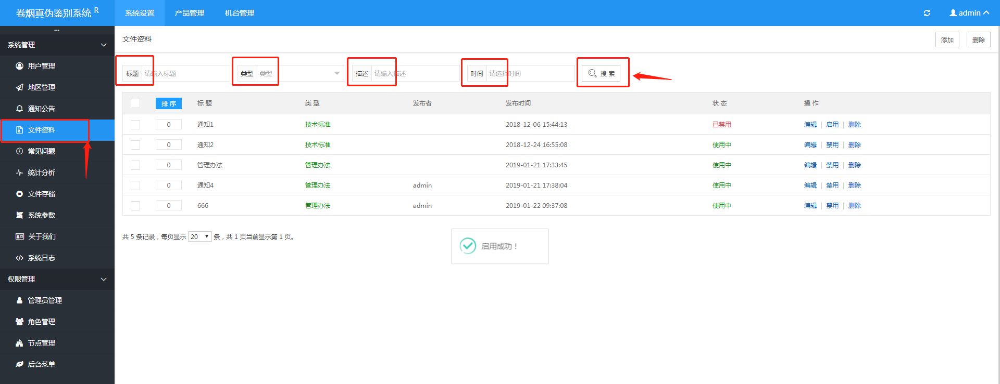 卷烟真伪鉴别系统 R 系统设置 产品管理 机台管理 admin
系统管理
用户管理
地区管理
通知公告
文件资料
常见问题
统计分析
文件存储
系统参数
关于我们
系统日志
权限管理
管理员管理
角色管理
节点管理
后台菜单
文件资料 添加 删除
标题 请输入标题 类型 类型 描述 请输入描述 时间 请选择时间 搜 索
排 序 标 题 类 型 发布者 发布时间 状 态 操 作
0 通知1 技术标准 2018-12-06 15:44:13 已禁用 编辑 | 启用 | 删除
0 通知2 技术标准 2018-12-24 16:55:08 使用中 编辑 | 禁用 | 删除
0 管理办法 管理办法 2019-01-21 17:33:45 使用中 编辑 | 禁用 | 删除
0 通知4 管理办法 admin 2019-01-21 17:38:04 使用中 编辑 | 禁用 | 删除
0 666 管理办法 admin 2019-01-22 09:37:08 使用中 编辑 | 禁用 | 删除
共 5 条记录，每页显示 20 条，共 1 页当前显示第 1 页。
启用成功！